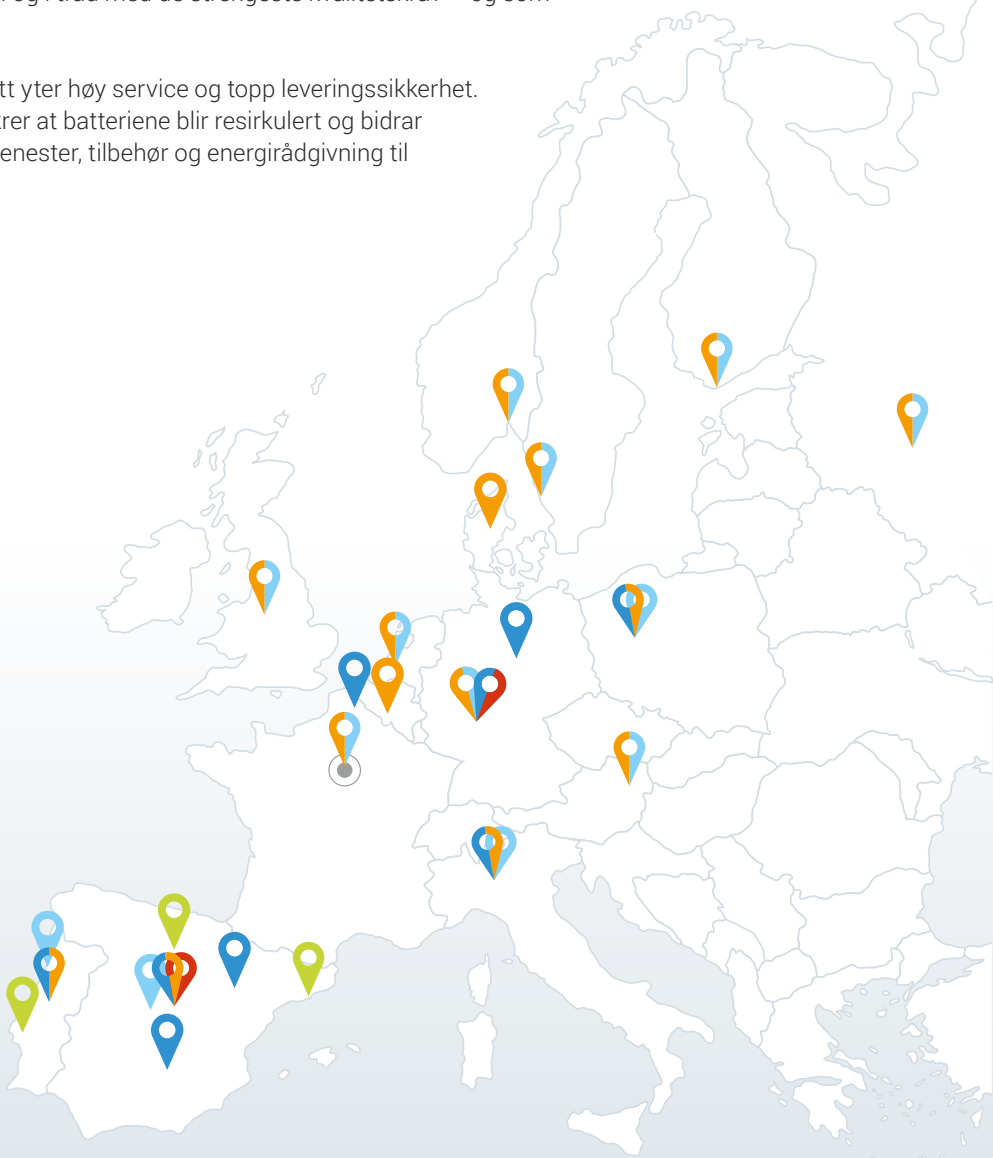 tt yter høy service og topp leveringssikkerhet.
rer at batteriene blir resirkulert og bidrar
enester, tilbehør og energirådgivning til